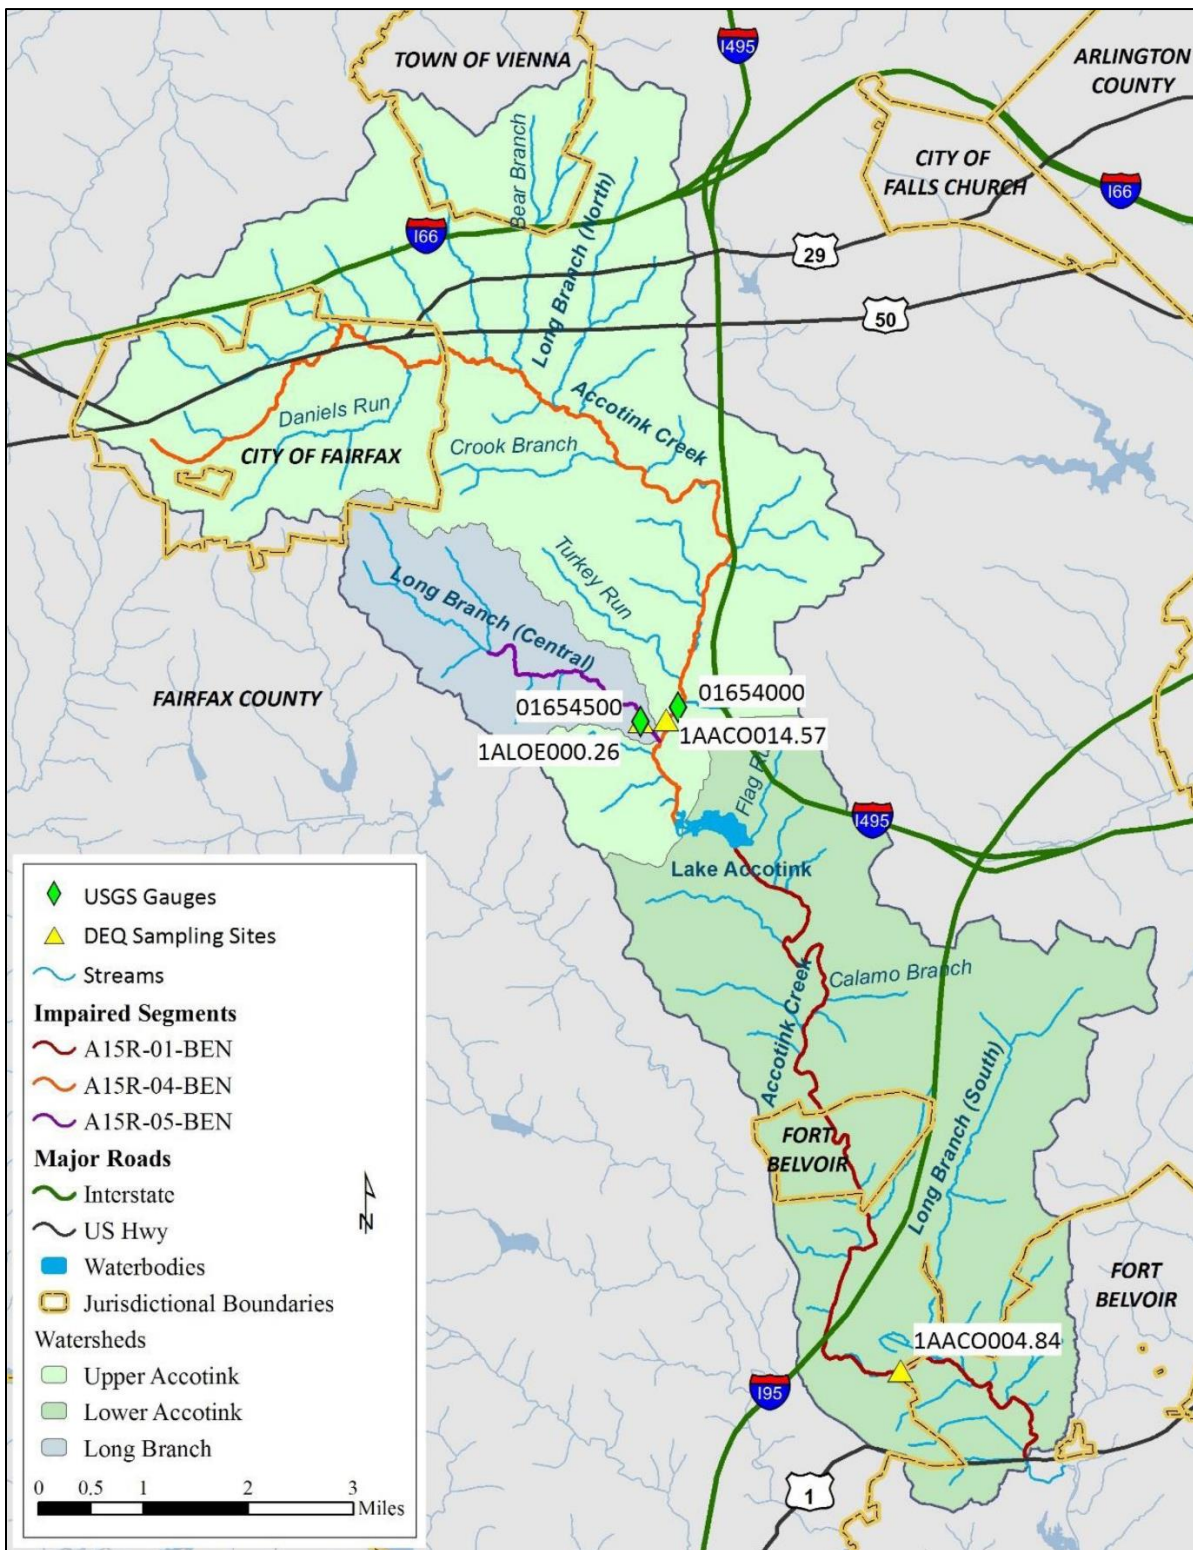 TOWN OF VIENNA
I495
ARLINGTON
COUNTY
Bear Branch
CITY OF
FALLS CHURCH
I66
Long Branch (North)
I66
29
50
Daniels Run
CITY OF FAIRFAX
Crook Branch
Accotink Creek
Turkey Run
Long Branch (Central)
FAIRFAX COUNTY
01654500
01654000
1AACO014.57
1ALOE000.26
Flag Ru
I495
Lake Accotink
Calamo Branch
Accotink Creek
Long Branch (South)
FORT
BELVOIR
FORT
BELVOIR
1AACO004.84
I95
1
USGS Gauges
DEQ Sampling Sites
Streams
Impaired Segments
A15R-01-BEN
A15R-04-BEN
A15R-05-BEN
Major Roads
Interstate
US Hwy
N
Waterbodies
Jurisdictional Boundaries
Watersheds
Upper Accotink
Lower Accotink
Long Branch
0 0.5 1 2 3
Miles